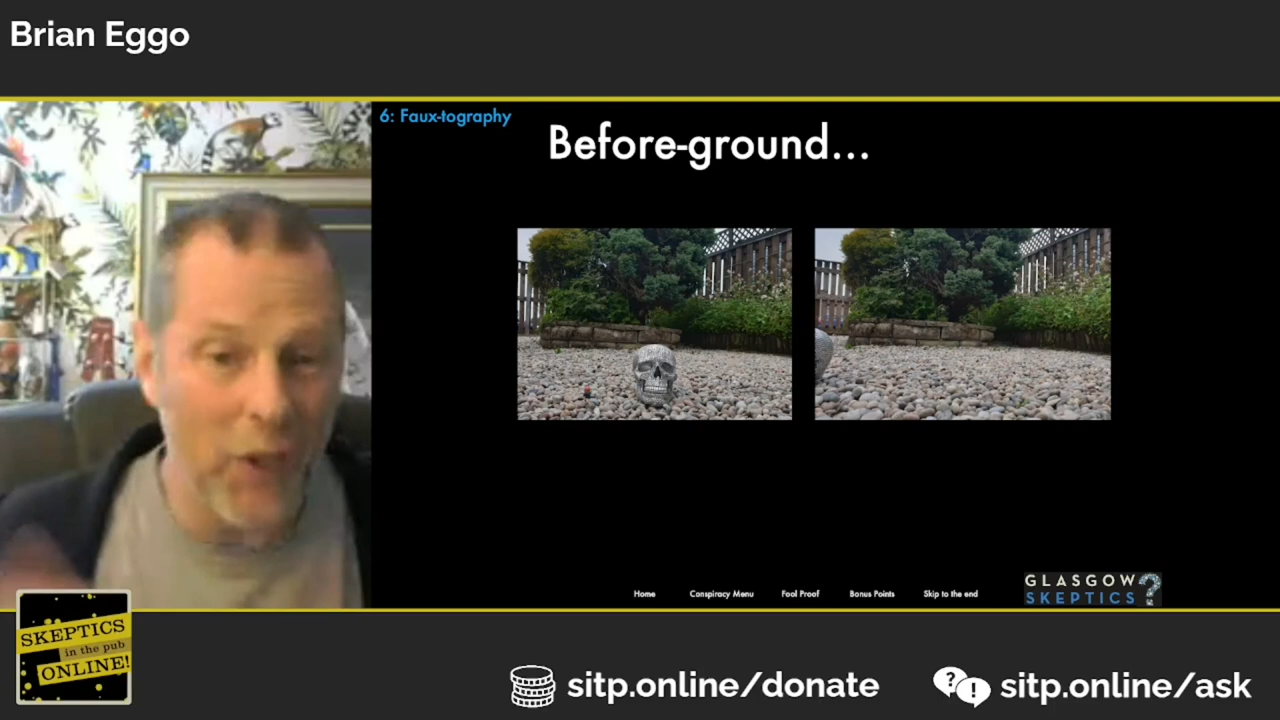 Brian Eggo
6: Faux-tography
Before-ground...
Home Conspiracy Menu Fool Proof Bonus Points Skip to the end
GLASGOW
SKEPTICS
?
SKEPTICS
in the pub
ONLINE!
sitp.online/donate
?! sitp.online/ask